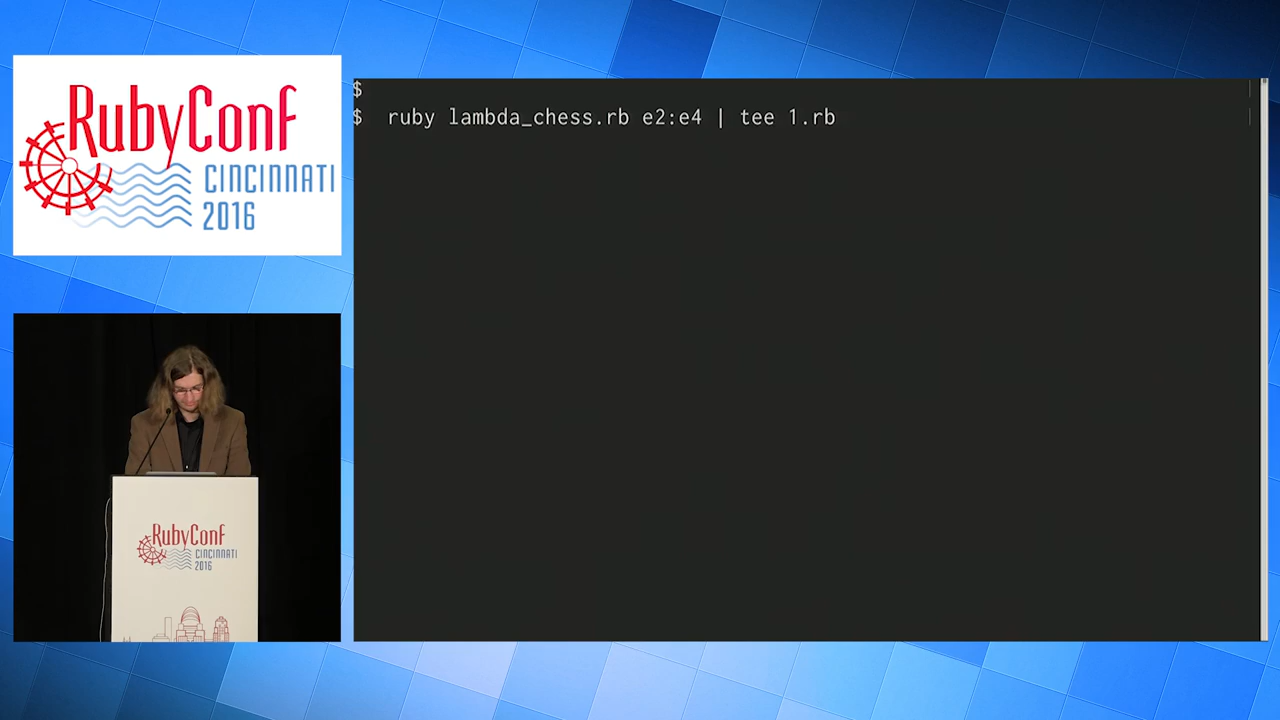 RubyConf
CINCINNATI
2016
$
$ ruby lambda_chess.rb e2:e4 | tee 1.rb
RubyConf
CINCINNATI
2016